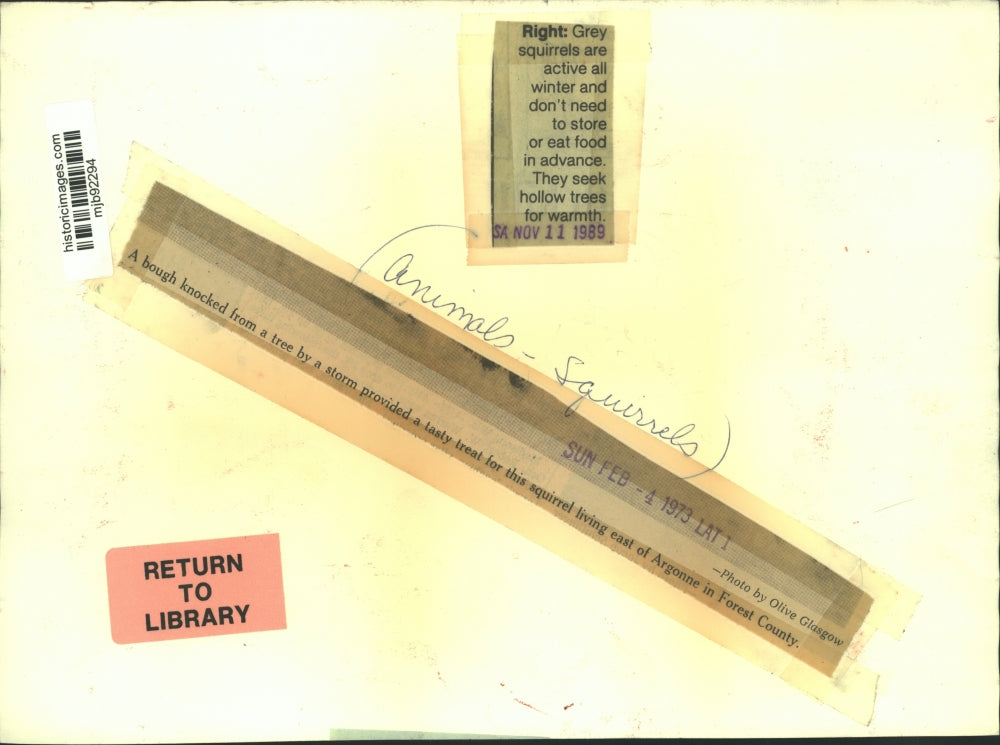 Right: Grey
squirrels are
active all
winter and
don't need
to store
or eat food
in advance.
They seek
hollow trees
for warmth.
SA NOV 11 1989
historicimages.com
mjb92294
(Animals - Squirrels)
SUN FEB - 4 1973 LAT 1
—Photo by Olive Glasgow
A bough knocked from a tree by a storm provided a tasty treat for this squirrel living east of Argonne in Forest County.
RETURN
TO
LIBRARY